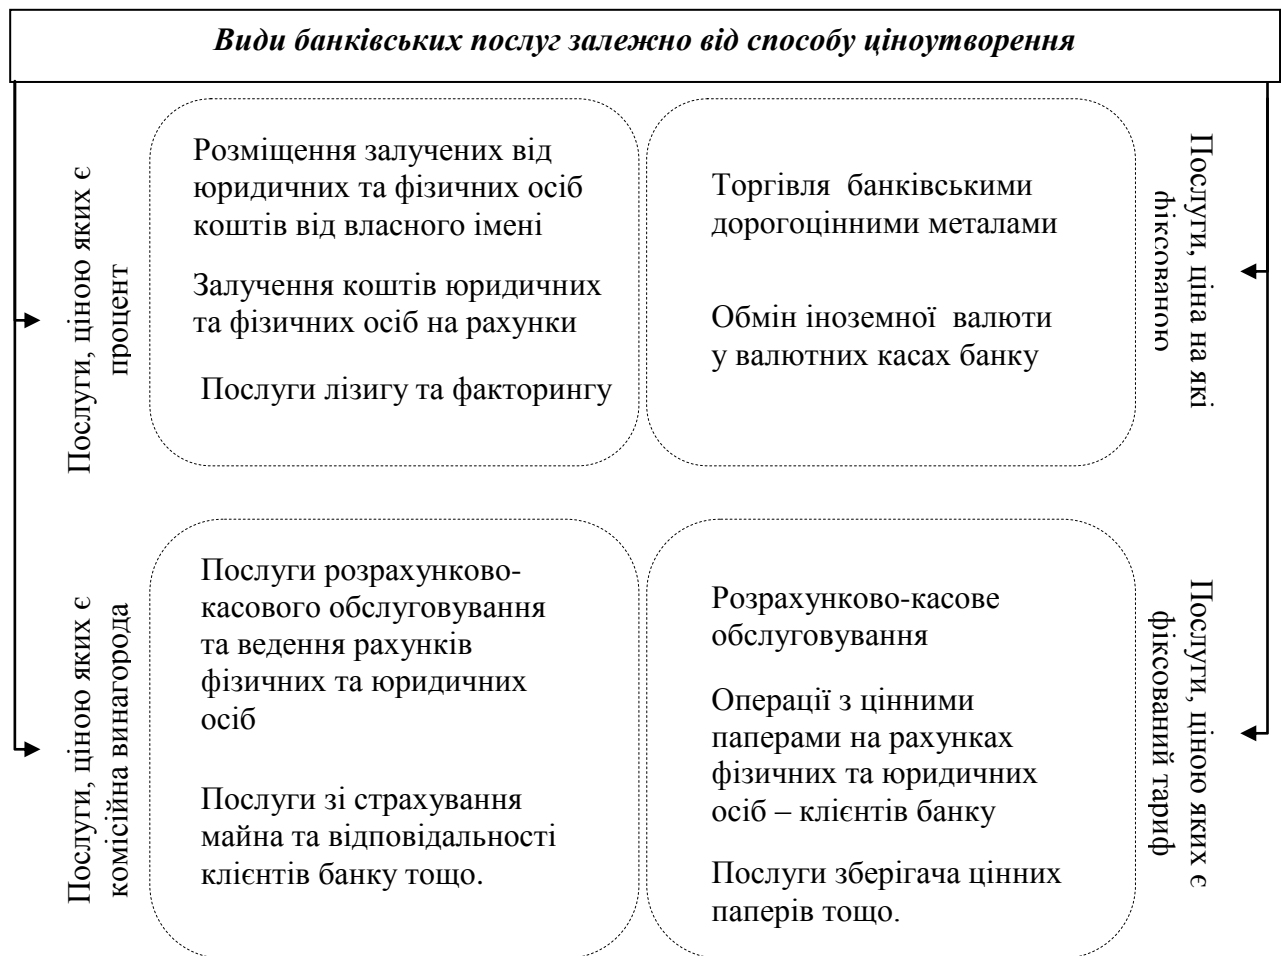 Види банківських послуг залежно від способу ціноутворення
Послуги, ціною яких є
процент
Розміщення залучених від
юридичних та фізичних осіб
коштів від власного імені
Залучення коштів юридичних
та фізичних осіб на рахунки
Послуги лізигу та факторингу
Торгівля банківськими
дорогоцінними металами
Обмін іноземної валюти
у валютних касах банку
Послуги, ціна на які
фіксованою
Послуги, ціною яких є
комісійна винагорода
Послуги розрахунково-
касового обслуговування
та ведення рахунків
фізичних та юридичних
осіб
Послуги зі страхування
майна та відповідальності
клієнтів банку тощо.
Розрахунково-касове
обслуговування
Операції з цінними
паперами на рахунках
фізичних та юридичних
осіб – клієнтів банку
Послуги зберігача цінних
паперів тощо.
Послуги, ціною яких є
фіксований тариф